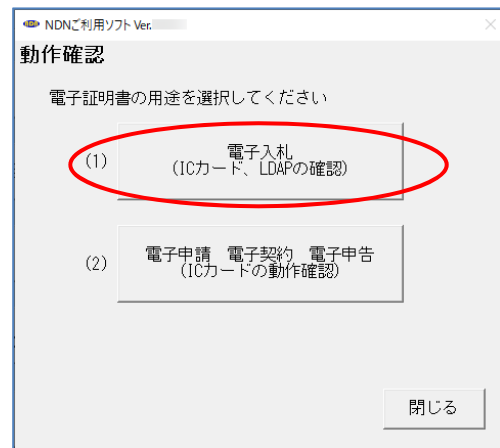 NDNご利用ソフト Ver.
動作確認
電子証明書の用途を選択してください
(1) 電子入札
(ICカード、LDAPの確認)
(2) 電子申請 電子契約 電子申告
(ICカードの動作確認)
閉じる